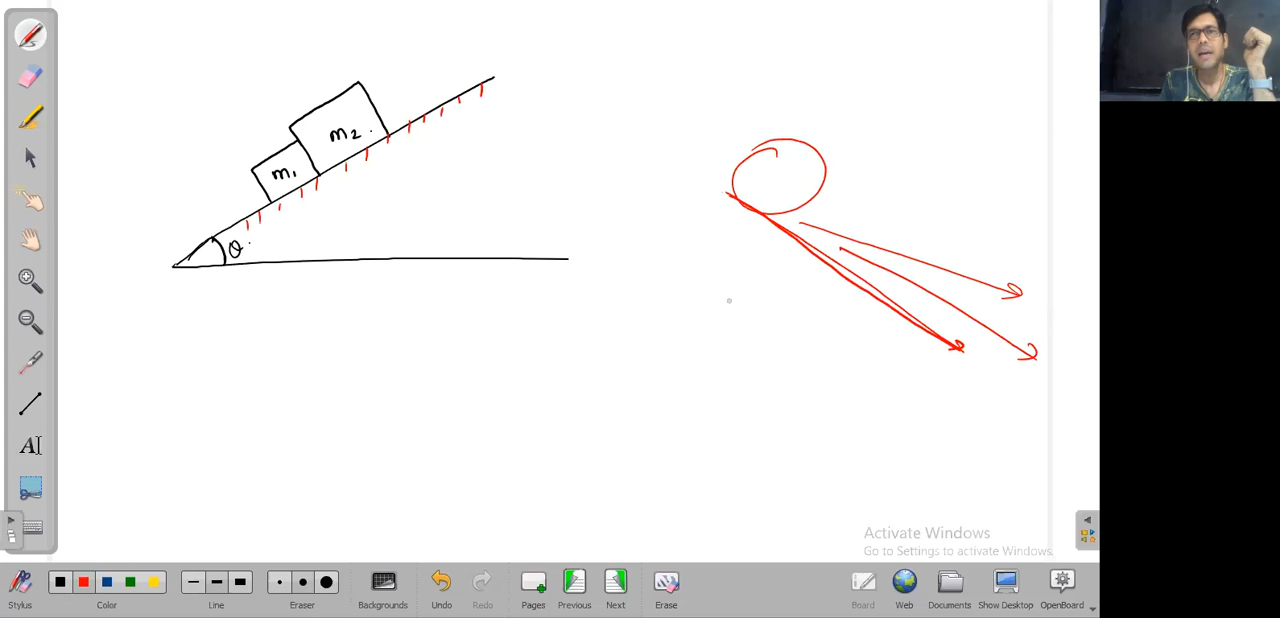 m2
m1
θ
Activate Windows
Go to Settings to activate Windows.
A
Stylus
Color
Line
Eraser
Backgrounds
Undo
Redo
Pages
Previous
Next
Erase
Board
Web
Documents
Show Desktop
OpenBoard